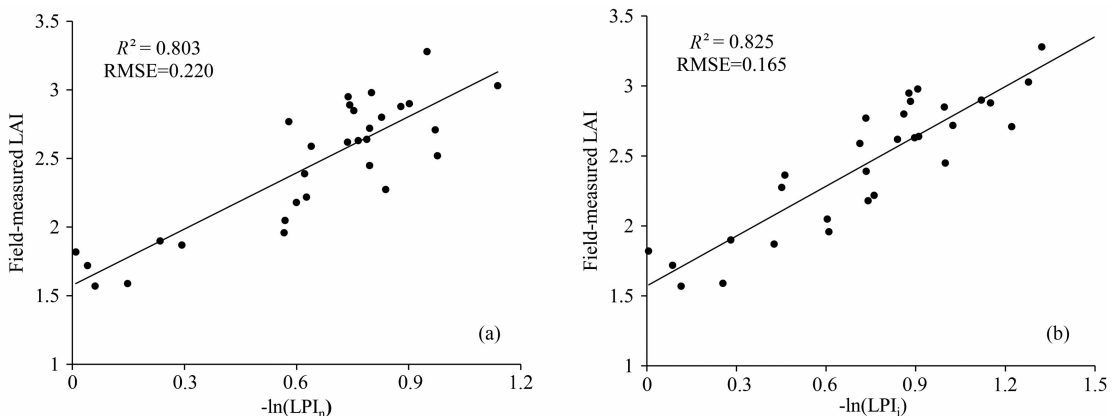 3.5
3
2.5
2
1.5
1
Field-measured LAI
R² = 0.803
RMSE=0.220
(a)
0 0.3 0.6 0.9 1.2
-ln(LPIn)
3.5
3
2.5
2
1.5
1
Field-measured LAI
R² = 0.825
RMSE=0.165
(b)
0 0.3 0.6 0.9 1.2 1.5
-ln(LPIi)